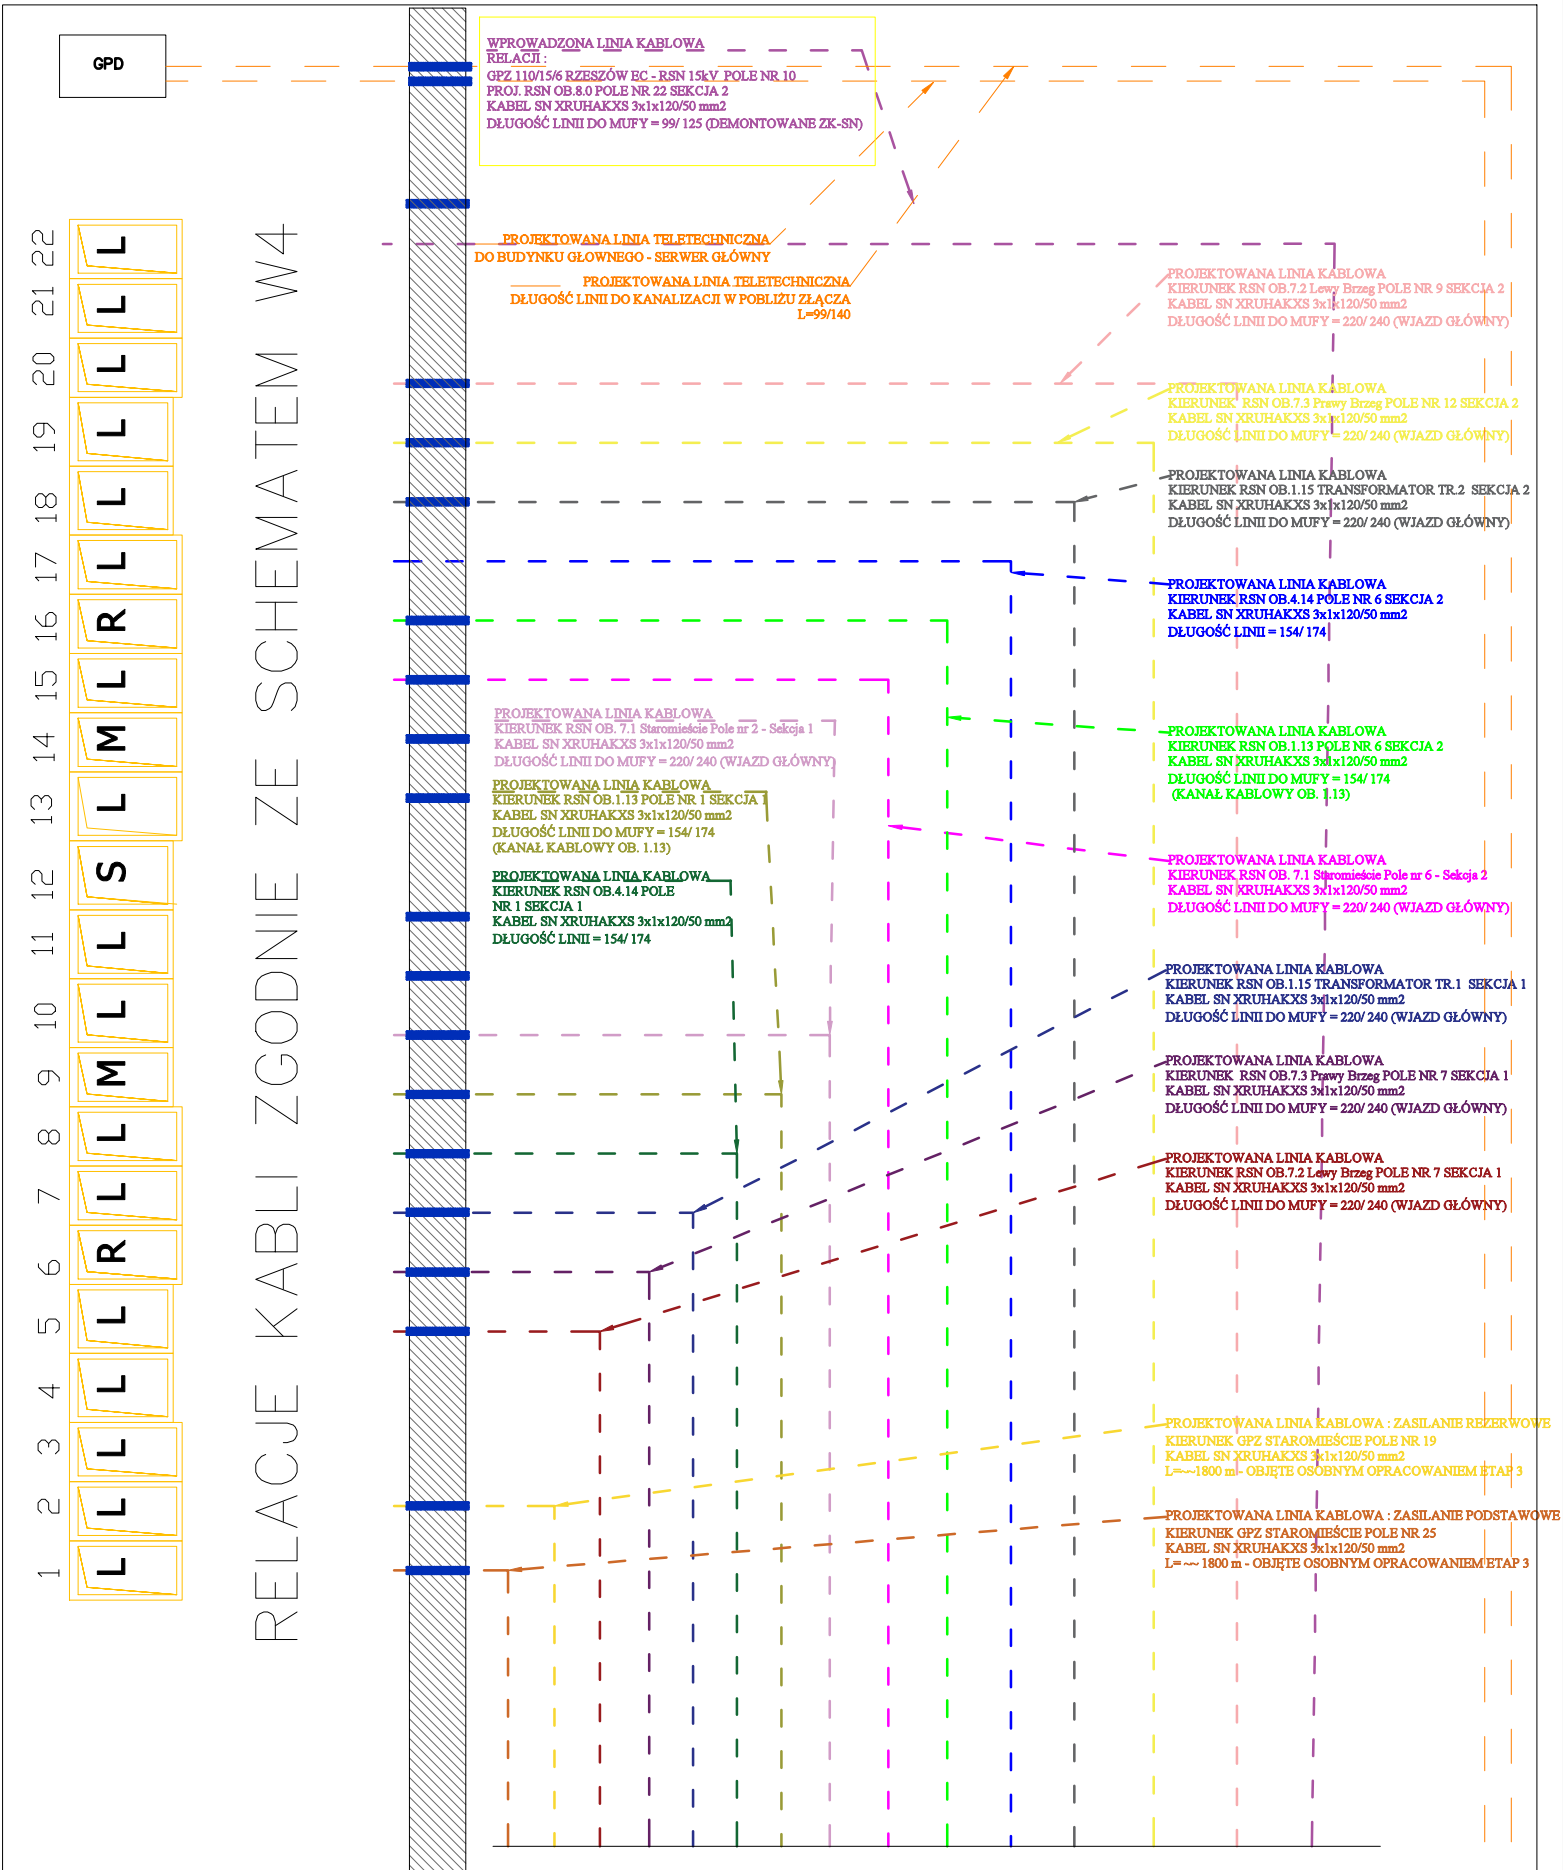 GPD
WPROWADZONA LINIA KABLOWA
RELACJI :
GPZ 110/15/6 RZESZÓW EC - RSN 15kV POLE NR 10
PROJ. RSN OB.8.0 POLE NR 22 SEKCJA 2
KABEL SN XRUHAKXS 3x1x120/50 mm2
DŁUGOŚĆ LINII DO MUFY = 99/ 125 (DEMONTOWANE ZK-SN)
PROJEKTOWANA LINIA TELETECHNICZNA
DO BUDYNKU GŁOWNEGO - SERWER GŁÓWNY
PROJEKTOWANA LINIA TELETECHNICZNA
DŁUGOŚĆ LINII DO KANALIZACJI W POBLIŻU ZŁĄCZA
L=99/140
PROJEKTOWANA LINIA KABLOWA
KIERUNEK RSN OB.7.2 Lewy Brzeg POLE NR 9 SEKCJA 2
KABEL SN XRUHAKXS 3x1x120/50 mm2
DŁUGOŚĆ LINII DO MUFY = 220/ 240 (WJAZD GŁÓWNY)
PROJEKTOWANA LINIA KABLOWA
KIERUNEK RSN OB.7.3 Prawy Brzeg POLE NR 12 SEKCJA 2
KABEL SN XRUHAKXS 3x1x120/50 mm2
DŁUGOŚĆ LINII DO MUFY = 220/ 240 (WJAZD GŁÓWNY)
PROJEKTOWANA LINIA KABLOWA
KIERUNEK RSN OB.1.15 TRANSFORMATOR TR.2 SEKCJA 2
KABEL SN XRUHAKXS 3x1x120/50 mm2
DŁUGOŚĆ LINII DO MUFY = 220/ 240 (WJAZD GŁÓWNY)
PROJEKTOWANA LINIA KABLOWA
KIERUNEK RSN OB.4.14 POLE NR 6 SEKCJA 2
KABEL SN XRUHAKXS 3x1x120/50 mm2
DŁUGOŚĆ LINII = 154/ 174
PROJEKTOWANA LINIA KABLOWA
KIERUNEK RSN OB. 7.1 Staromieście Pole nr 2 - Sekcja 1
KABEL SN XRUHAKXS 3x1x120/50 mm2
DŁUGOŚĆ LINII DO MUFY = 220/ 240 (WJAZD GŁÓWNY)
PROJEKTOWANA LINIA KABLOWA
KIERUNEK RSN OB.1.13 POLE NR 1 SEKCJA 1
KABEL SN XRUHAKXS 3x1x120/50 mm2
DŁUGOŚĆ LINII DO MUFY = 154/ 174
(KANAŁ KABLOWY OB. 1.13)
PROJEKTOWANA LINIA KABLOWA
KIERUNEK RSN OB.4.14 POLE
NR 1 SEKCJA 1
KABEL SN XRUHAKXS 3x1x120/50 mm2
DŁUGOŚĆ LINII = 154/ 174
PROJEKTOWANA LINIA KABLOWA
KIERUNEK RSN OB.1.13 POLE NR 6 SEKCJA 2
KABEL SN XRUHAKXS 3x1x120/50 mm2
DŁUGOŚĆ LINII DO MUFY = 154/ 174
(KANAŁ KABLOWY OB. 1.13)
PROJEKTOWANA LINIA KABLOWA
KIERUNEK RSN OB. 7.1 Staromieście Pole nr 6 - Sekcja 2
KABEL SN XRUHAKXS 3x1x120/50 mm2
DŁUGOŚĆ LINII DO MUFY = 220/ 240 (WJAZD GŁÓWNY)
PROJEKTOWANA LINIA KABLOWA
KIERUNEK RSN OB.1.15 TRANSFORMATOR TR.1 SEKCJA 1
KABEL SN XRUHAKXS 3x1x120/50 mm2
DŁUGOŚĆ LINII DO MUFY = 220/ 240 (WJAZD GŁÓWNY)
PROJEKTOWANA LINIA KABLOWA
KIERUNEK RSN OB.7.3 Prawy Brzeg POLE NR 7 SEKCJA 1
KABEL SN XRUHAKXS 3x1x120/50 mm2
DŁUGOŚĆ LINII DO MUFY = 220/ 240 (WJAZD GŁÓWNY)
PROJEKTOWANA LINIA KABLOWA
KIERUNEK RSN OB.7.2 Lewy Brzeg POLE NR 7 SEKCJA 1
KABEL SN XRUHAKXS 3x1x120/50 mm2
DŁUGOŚĆ LINII DO MUFY = 220/ 240 (WJAZD GŁÓWNY)
PROJEKTOWANA LINIA KABLOWA : ZASILANIE REZERWOWE
KIERUNEK GPZ STAROMIEŚCIE POLE NR 19
KABEL SN XRUHAKXS 3x1x120/50 mm2
L=~~1800 m - OBJĘTE OSOBNYM OPRACOWANIEM ETAP 3
PROJEKTOWANA LINIA KABLOWA : ZASILANIE PODSTAWOWE
KIERUNEK GPZ STAROMIEŚCIE POLE NR 25
KABEL SN XRUHAKXS 3x1x120/50 mm2
L= ~~ 1800 m - OBJĘTE OSOBNYM OPRACOWANIEM ETAP 3
22 L
21 L
20 L
19 L
18 L
17 L
16 R
15 L
14 M
13 L
12 S
11 L
10 L
9 M
8 L
7 L
6 R
5 L
4 L
3 L
2 L
1 L
RELACJE KABLI ZGODNIE ZE SCHEMATEM W4